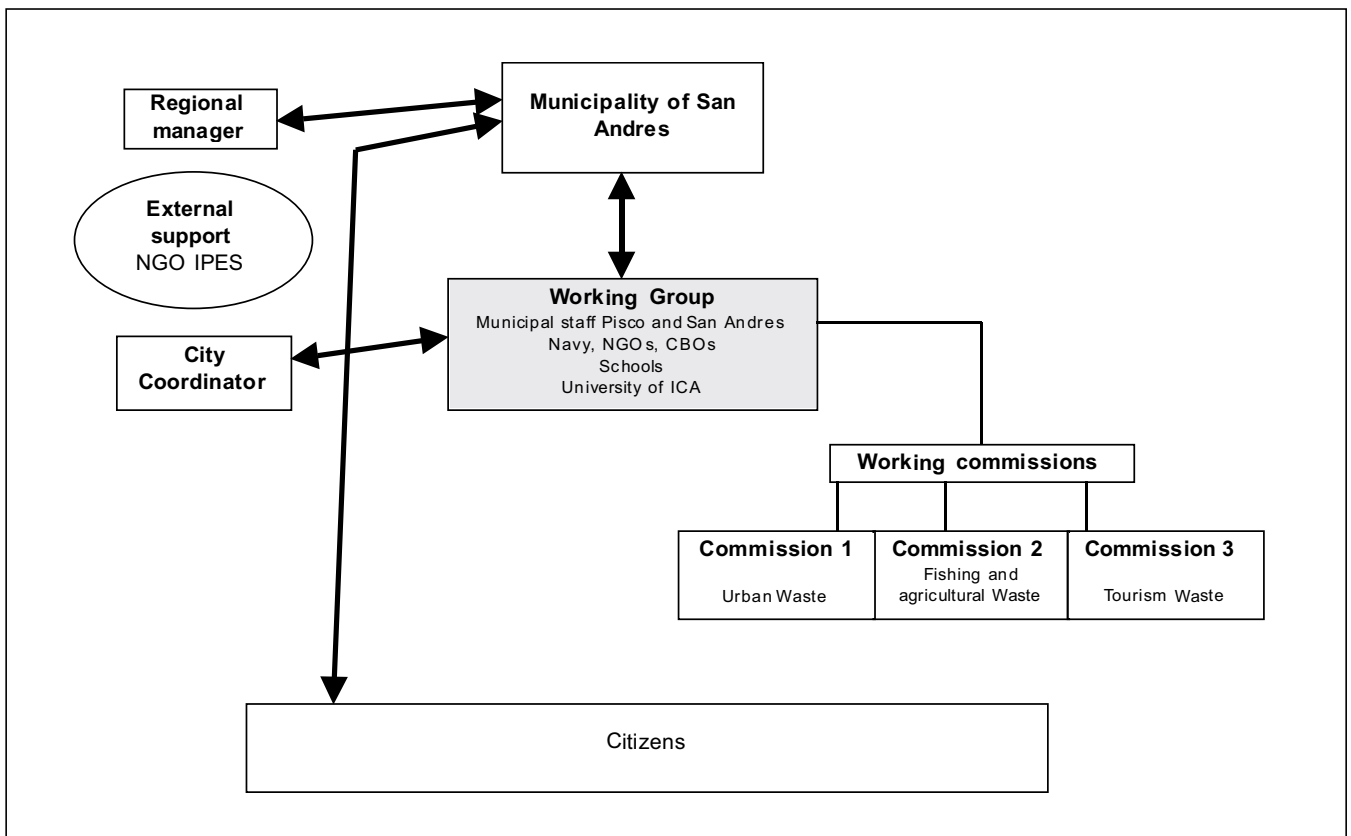 Regional
manager
Municipality of San
Andres
External
support
NGO IPES
Working Group
Municipal staff Pisco and San Andres
Navy, NGOs, CBOs
Schools
University of ICA
City
Coordinator
Working commissions
Commission 1
Urban Waste
Commission 2
Fishing and
agricultural Waste
Commission 3
Tourism Waste
Citizens